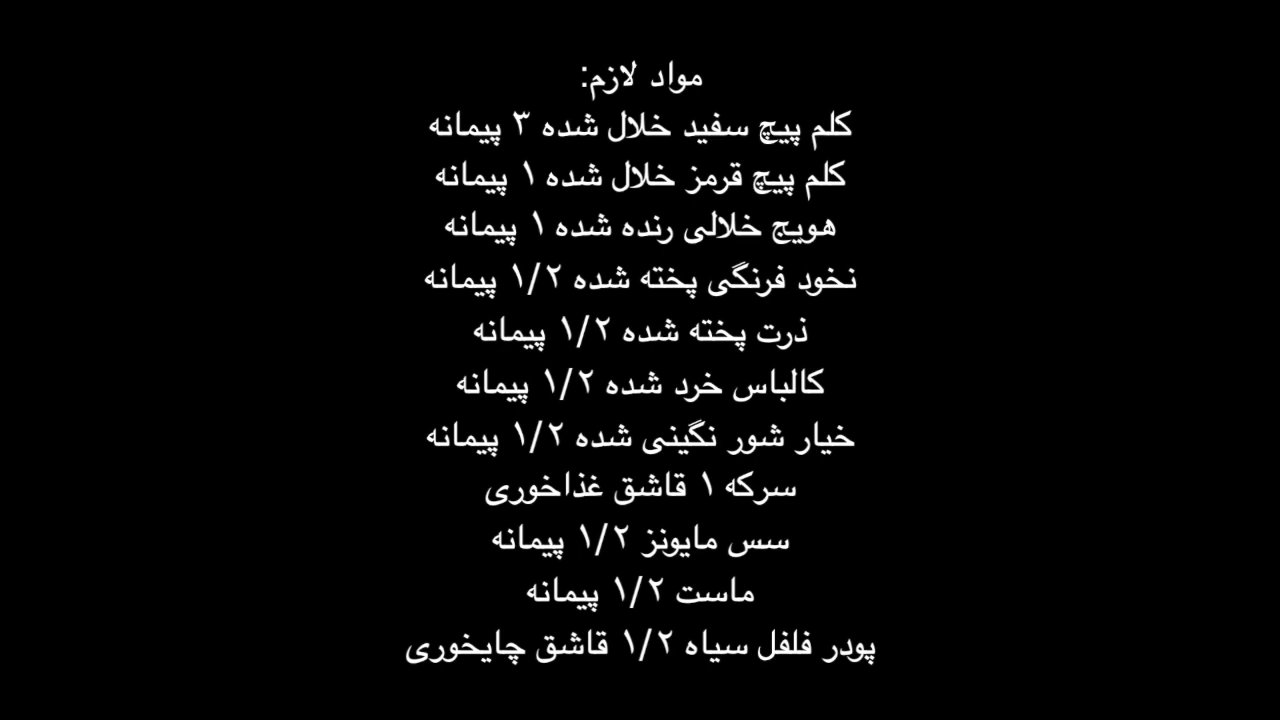 مواد لازم:
کلم پیچ سفید خلال شده ۳ پیمانه
کلم پیچ قرمز خلال شده ۱ پیمانه
هویج خلالی رنده شده ۱ پیمانه
نخود فرنگی پخته شده ۱/۲ پیمانه
ذرت پخته شده ۱/۲ پیمانه
کالباس خرد شده ۱/۲ پیمانه
خیار شور نگینی شده ۱/۲ پیمانه
سرکه ۱ قاشق غذاخوری
سس مایونز ۱/۲ پیمانه
ماست ۱/۲ پیمانه
پودر فلفل سیاه ۱/۲ قاشق چایخوری